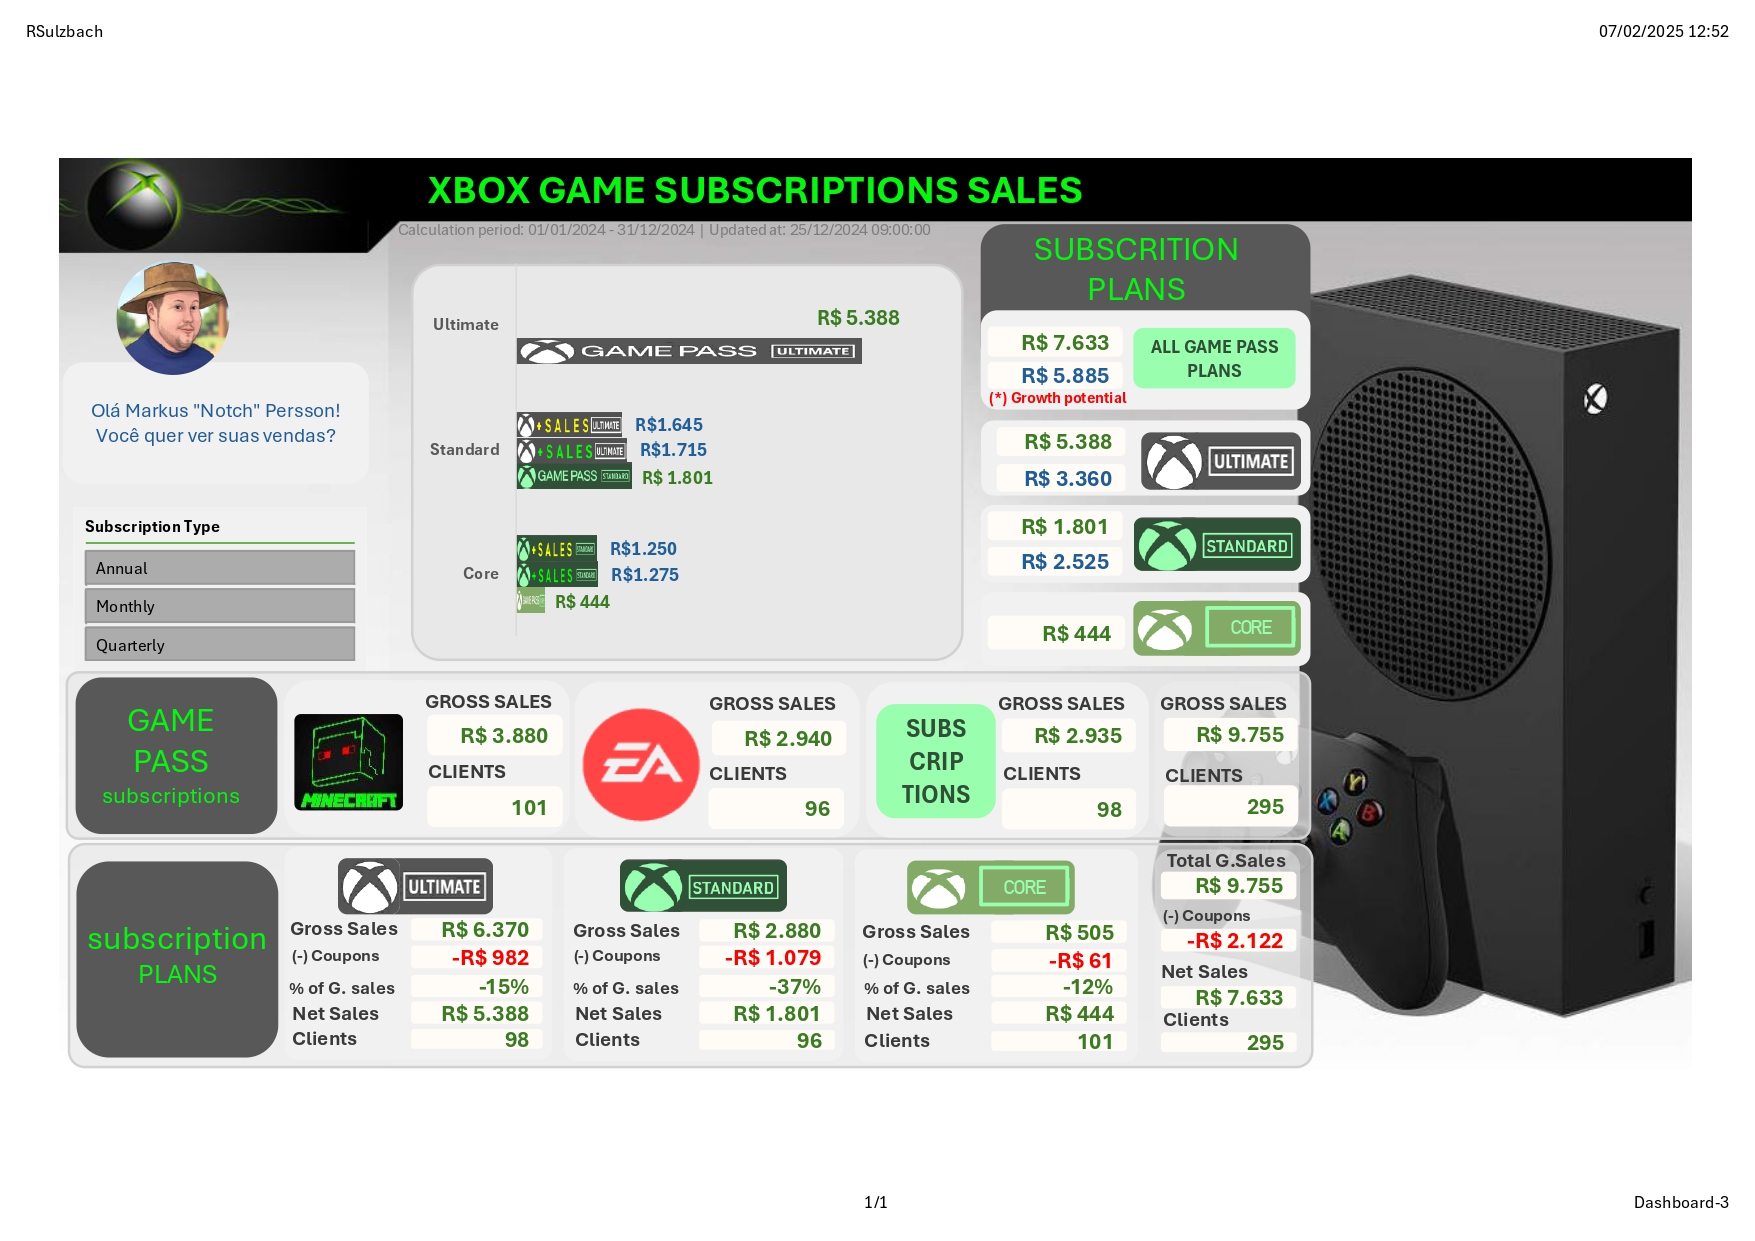 RSulzbach
07/02/2025 12:52
XBOX GAME SUBSCRIPTIONS SALES
Calculation period: 01/01/2024 - 31/12/2024 | Updated at: 25/12/2024 09:00:00
Olá Markus "Notch" Persson!
Você quer ver suas vendas?
Subscription Type
Annual
Monthly
Quarterly
Ultimate
R$ 5.388
GAME PASS ULTIMATE
Standard
+SALES ULTIMATE R$1.645
+SALES ULTIMATE R$1.715
GAME PASS STANDARD R$ 1.801
Core
+SALES STANDARD R$1.250
+SALES STANDARD R$1.275
R$ 444
SUBSCRITION
PLANS
R$ 7.633
R$ 5.885
(*) Growth potential
ALL GAME PASS
PLANS
R$ 5.388
R$ 3.360
ULTIMATE
R$ 1.801
R$ 2.525
STANDARD
R$ 444
CORE
GAME
PASS
subscriptions
MINECRAFT
GROSS SALES
R$ 3.880
CLIENTS
101
EA
GROSS SALES
R$ 2.940
CLIENTS
96
SUBS
CRIP
TIONS
GROSS SALES
R$ 2.935
CLIENTS
98
GROSS SALES
R$ 9.755
CLIENTS
295
Y
X
B
A
subscription
PLANS
ULTIMATE
Gross Sales R$ 6.370
(-) Coupons -R$ 982
% of G. sales -15%
Net Sales R$ 5.388
Clients 98
STANDARD
Gross Sales R$ 2.880
(-) Coupons -R$ 1.079
% of G. sales -37%
Net Sales R$ 1.801
Clients 96
CORE
Gross Sales R$ 505
(-) Coupons -R$ 61
% of G. sales -12%
Net Sales R$ 444
Clients 101
Total G.Sales
R$ 9.755
(-) Coupons
-R$ 2.122
Net Sales
R$ 7.633
Clients
295
1/1
Dashboard-3